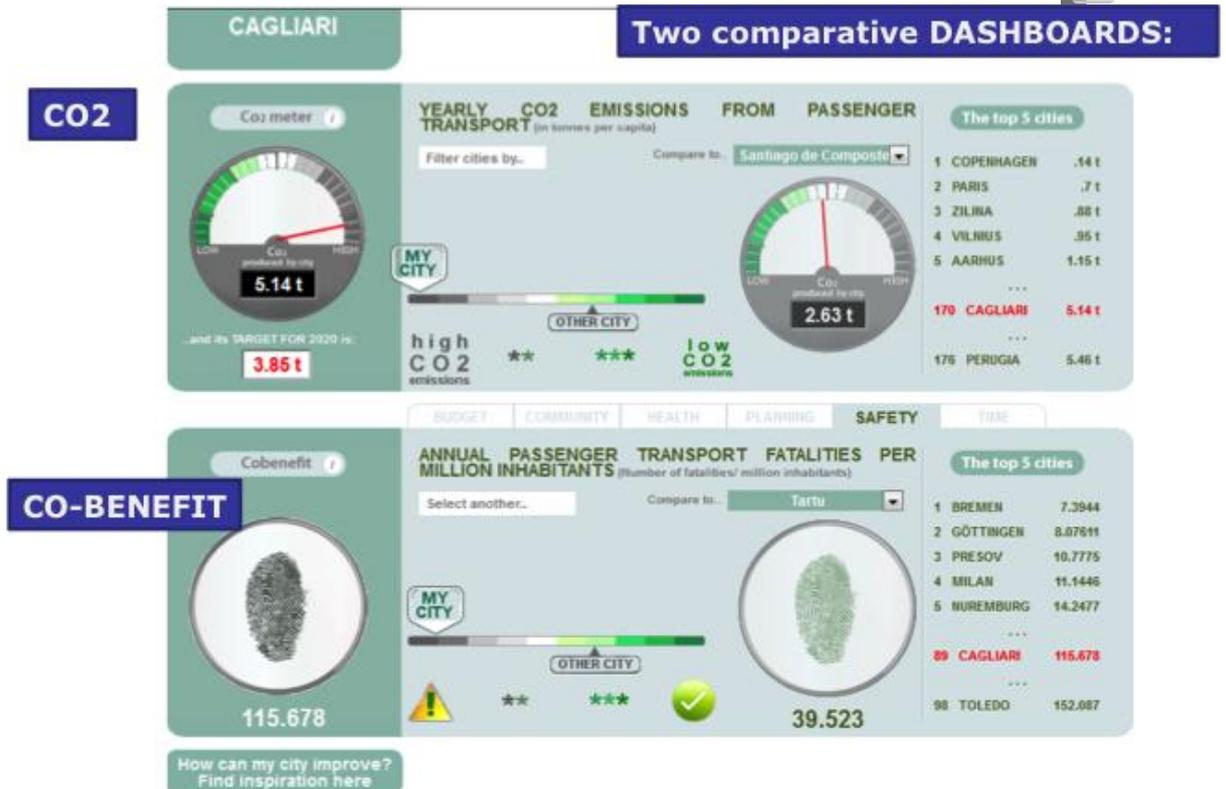 CAGLIARI
Two comparative DASHBOARDS:
CO2
Co2 meter i
LOW
HIGH
Co2
produced by city
5.14 t
..and its TARGET FOR 2020 is:
3.85 t
YEARLY CO2 EMISSIONS FROM PASSENGER
TRANSPORT (in tonnes per capita)
Filter cities by..
Compare to..
Santiago de Composte
MY
CITY
OTHER CITY
high
CO2
emissions
**
***
low
CO2
emissions
LOW
HIGH
Co2
produced by city
2.63 t
The top 5 cities
1 COPENHAGEN .14 t
2 PARIS .7 t
3 ZILINA .88 t
4 VILNIUS .95 t
5 AARHUS 1.15 t
...
170 CAGLIARI 5.14 t
...
176 PERUGIA 5.46 t
BUDGET COMMUNITY HEALTH PLANNING SAFETY TIME
Cobenefit i
CO-BENEFIT
115.678
ANNUAL PASSENGER TRANSPORT FATALITIES PER
MILLION INHABITANTS (Number of fatalities/ million inhabitants)
Select another..
Compare to..
Tartu
MY
CITY
OTHER CITY
**
***
39.523
The top 5 cities
1 BREMEN 7.3944
2 GÖTTINGEN 8.07611
3 PRESOV 10.7775
4 MILAN 11.1446
5 NUREMBURG 14.2477
...
89 CAGLIARI 115.678
...
98 TOLEDO 152.087
How can my city improve?
Find inspiration here